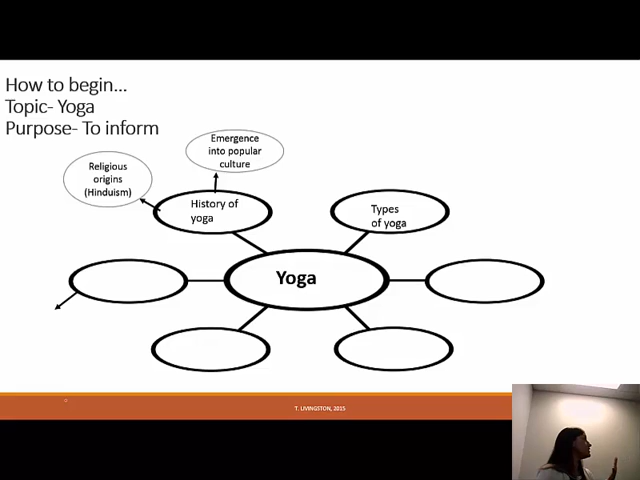 How to begin...
Topic- Yoga
Purpose- To inform
Emergence
into popular
culture
Religious
origins
(Hinduism)
History of
yoga
Types
of yoga
Yoga
T. LIVINGSTON, 2015